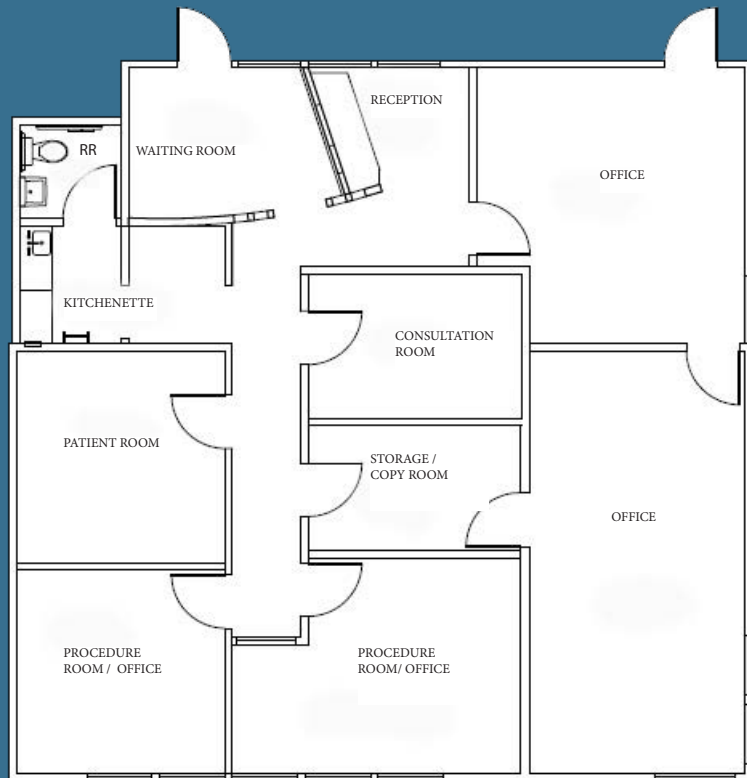 RECEPTION
RR
WAITING ROOM
OFFICE
KITCHENETTE
CONSULTATION
ROOM
PATIENT ROOM
STORAGE /
COPY ROOM
OFFICE
PROCEDURE
ROOM / OFFICE
PROCEDURE
ROOM/ OFFICE